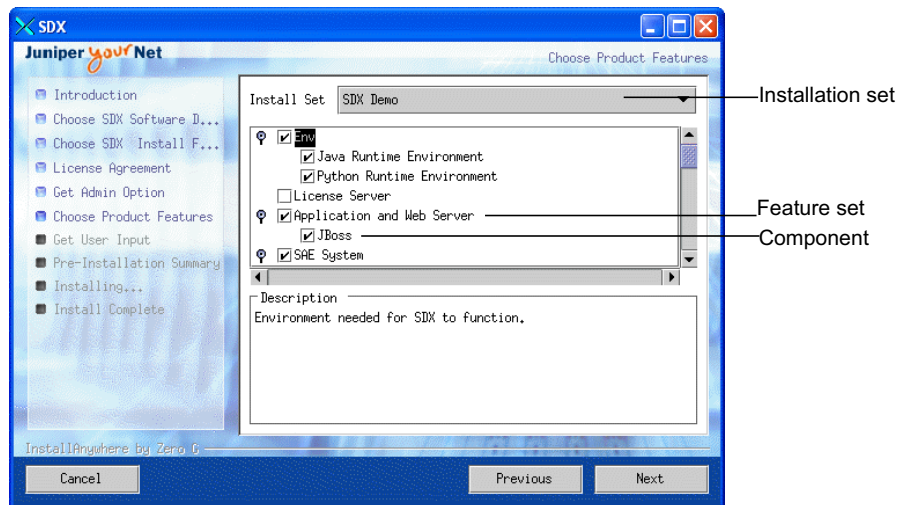 SDX
Juniper your Net
Choose Product Features
Introduction
Choose SDX Software D...
Choose SDX Install F...
License Agreement
Get Admin Option
Choose Product Features
Get User Input
Pre-Installation Summary
Installing...
Install Complete
Install Set SDX Demo
Installation set
Env
Java Runtime Environment
Python Runtime Environment
License Server
Application and Web Server
Feature set
JBoss
Component
SAE System
Description
Environment needed for SDX to function.
InstallAnywhere by Zero G
Cancel
Previous
Next